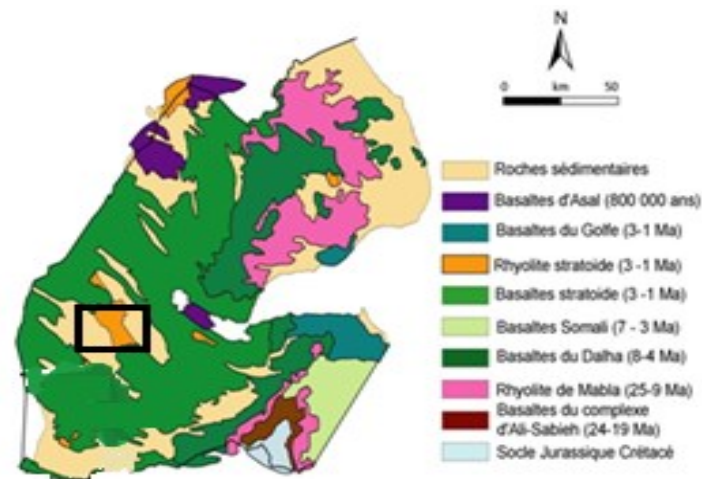 N
0 km 50
Roches sédimentaires
Basaltes d'Asal (800 000 ans)
Basaltes du Golfe (3-1 Ma)
Rhyolite stratoide (3 -1 Ma)
Basaltes stratoide (3 -1 Ma)
Basaltes Somali (7 - 3 Ma)
Basaltes du Dalha (8-4 Ma)
Rhyolite de Mabla (25-9 Ma)
Basaltes du complexe
d'Ali-Sabieh (24-19 Ma)
Socle Jurassique Crétacé